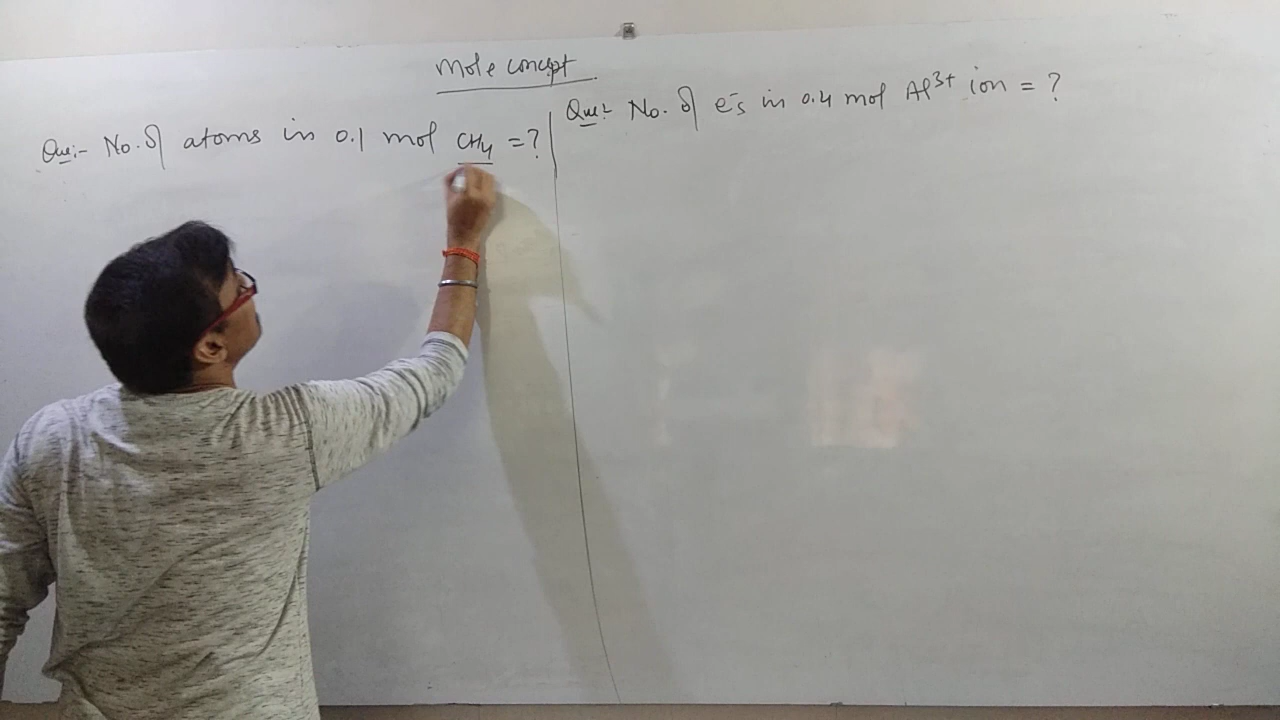 Mole concept
Que:- No. of atoms in 0.1 mol CH4 = ?
Que:- No. of e⁻s in 0.4 mol Al³⁺ ion = ?